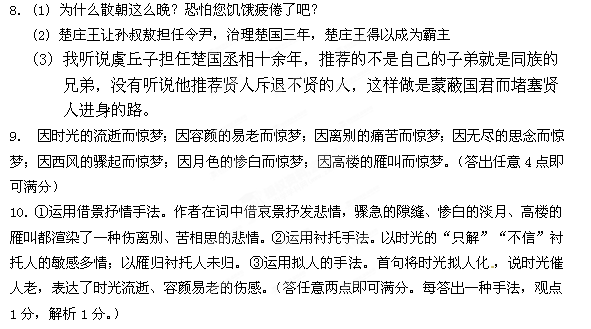 8. (1) 为什么散朝这么晚？恐怕您饥饿疲倦了吧？
(2) 楚庄王让孙叔敖担任令尹，治理楚国三年，楚庄王得以成为霸主
(3) 我听说虞丘子担任楚国丞相十余年，推荐的不是自己的子弟就是同族的
兄弟，没有听说他推荐贤人斥退不贤的人，这样做是蒙蔽国君而堵塞贤
人进身的路。
9. 因时光的流逝而惊梦；因容颜的易老而惊梦；因离别的痛苦而惊梦；因无尽的思念而惊
梦；因西风的骤起而惊梦；因月色的惨白而惊梦；因高楼的雁叫而惊梦。（答出任意 4 点即
可满分）
10. ①运用借景抒情手法。作者在词中借哀景抒发悲情，骤急的隙缝、惨白的淡月、高楼的
雁叫都渲染了一种伤离别、苦相思的悲情。②运用衬托手法。以时光的“只解”“不信”衬
托人的敏感多情；以雁归衬托人未归。③运用拟人的手法。首句将时光拟人化，说时光催
人老，表达了时光流逝、容颜易老的伤感。（答任意两点即可满分。每答出一种手法，观点
1 分，解析 1 分。）